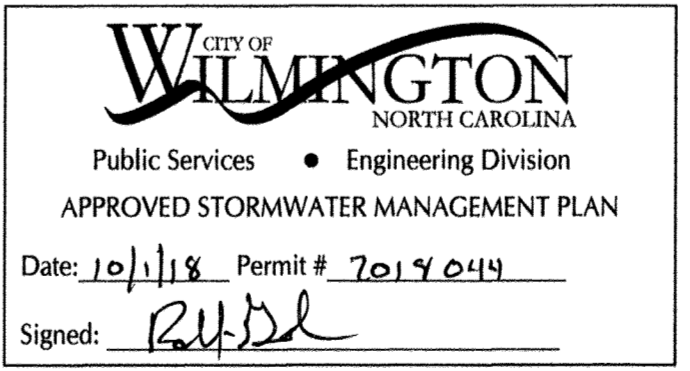 CITY OF
WILMINGTON
NORTH CAROLINA
Public Services • Engineering Division
APPROVED STORMWATER MANAGEMENT PLAN
Date: 10/1/18 Permit # 2018044
Signed: